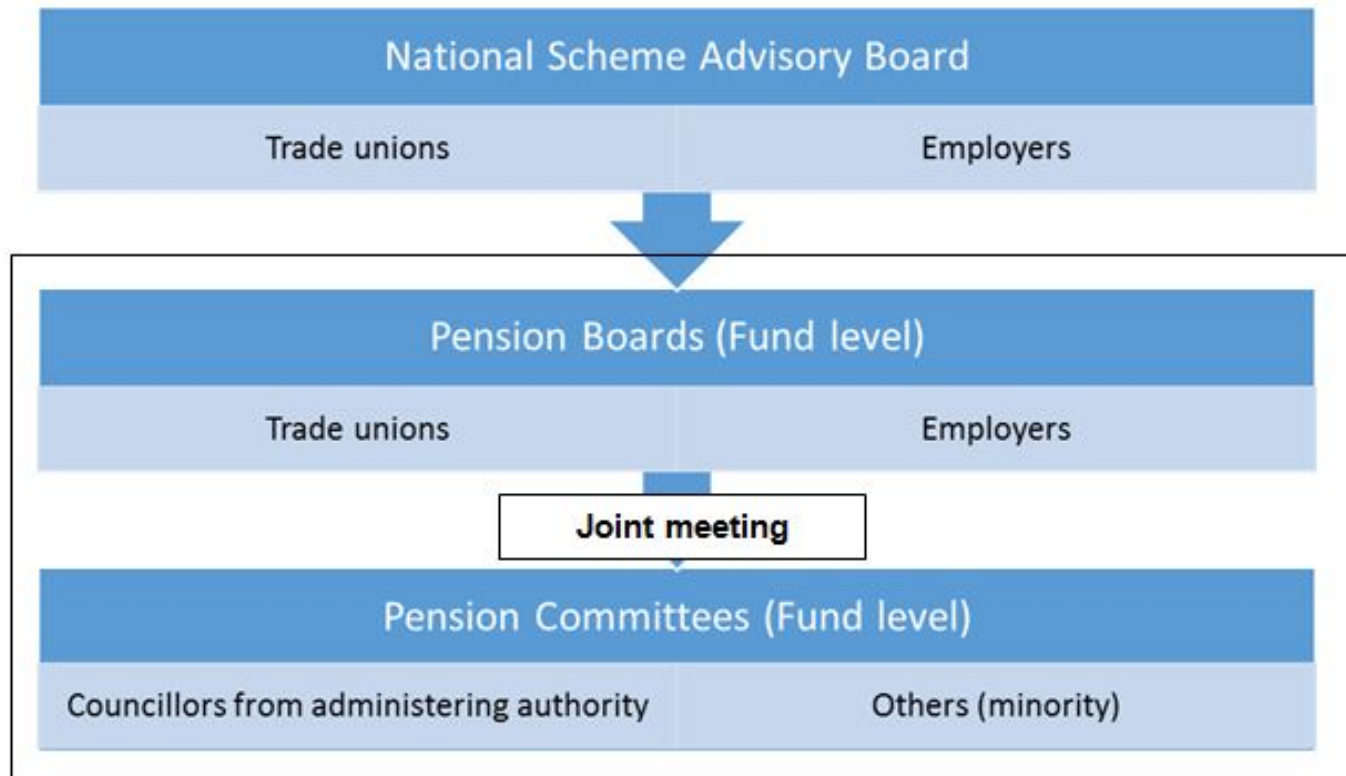 National Scheme Advisory Board
Trade unions
Employers
Pension Boards (Fund level)
Trade unions
Employers
Joint meeting
Pension Committees (Fund level)
Councillors from administering authority
Others (minority)